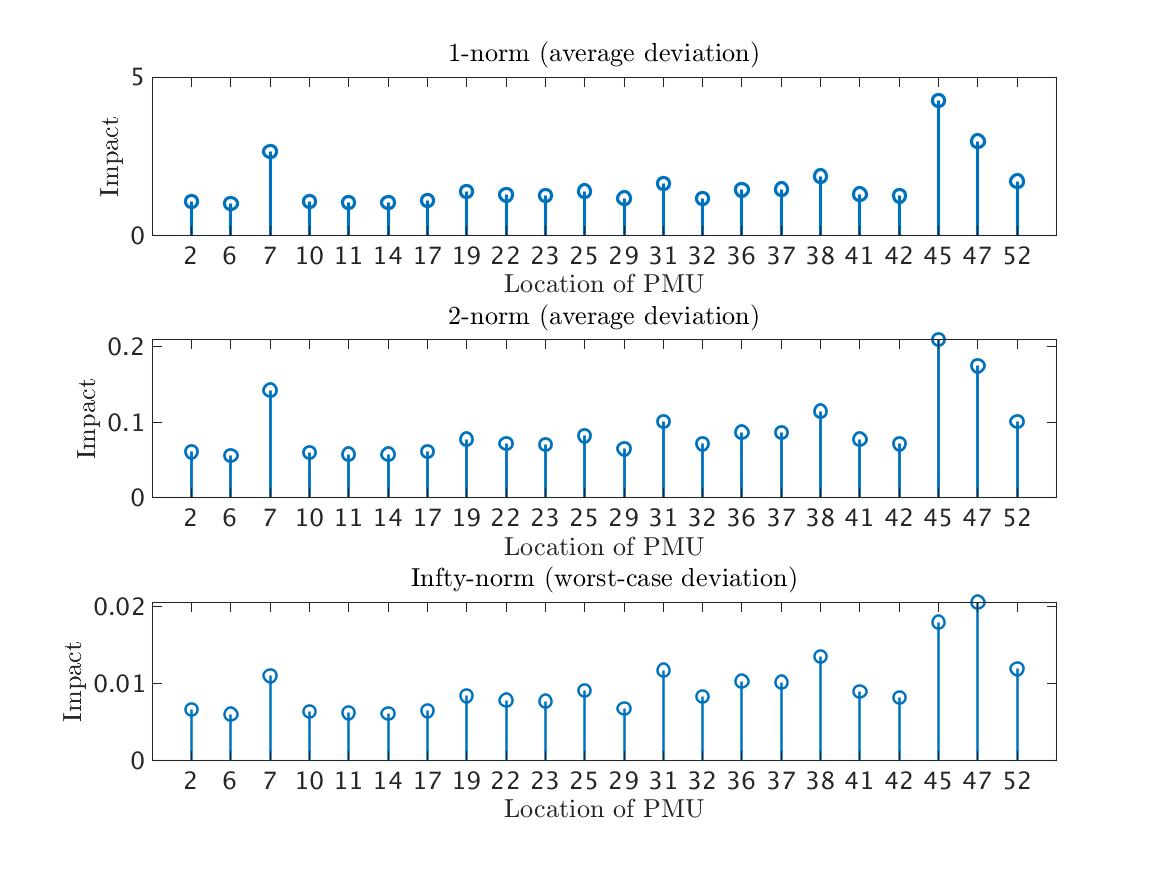 1-norm (average deviation)
5
Impact
0
2 6 7 10 11 14 17 19 22 23 25 29 31 32 36 37 38 41 42 45 47 52
Location of PMU
2-norm (average deviation)
0.2
Impact
0.1
0
2 6 7 10 11 14 17 19 22 23 25 29 31 32 36 37 38 41 42 45 47 52
Location of PMU
Infty-norm (worst-case deviation)
0.02
Impact
0.01
0
2 6 7 10 11 14 17 19 22 23 25 29 31 32 36 37 38 41 42 45 47 52
Location of PMU